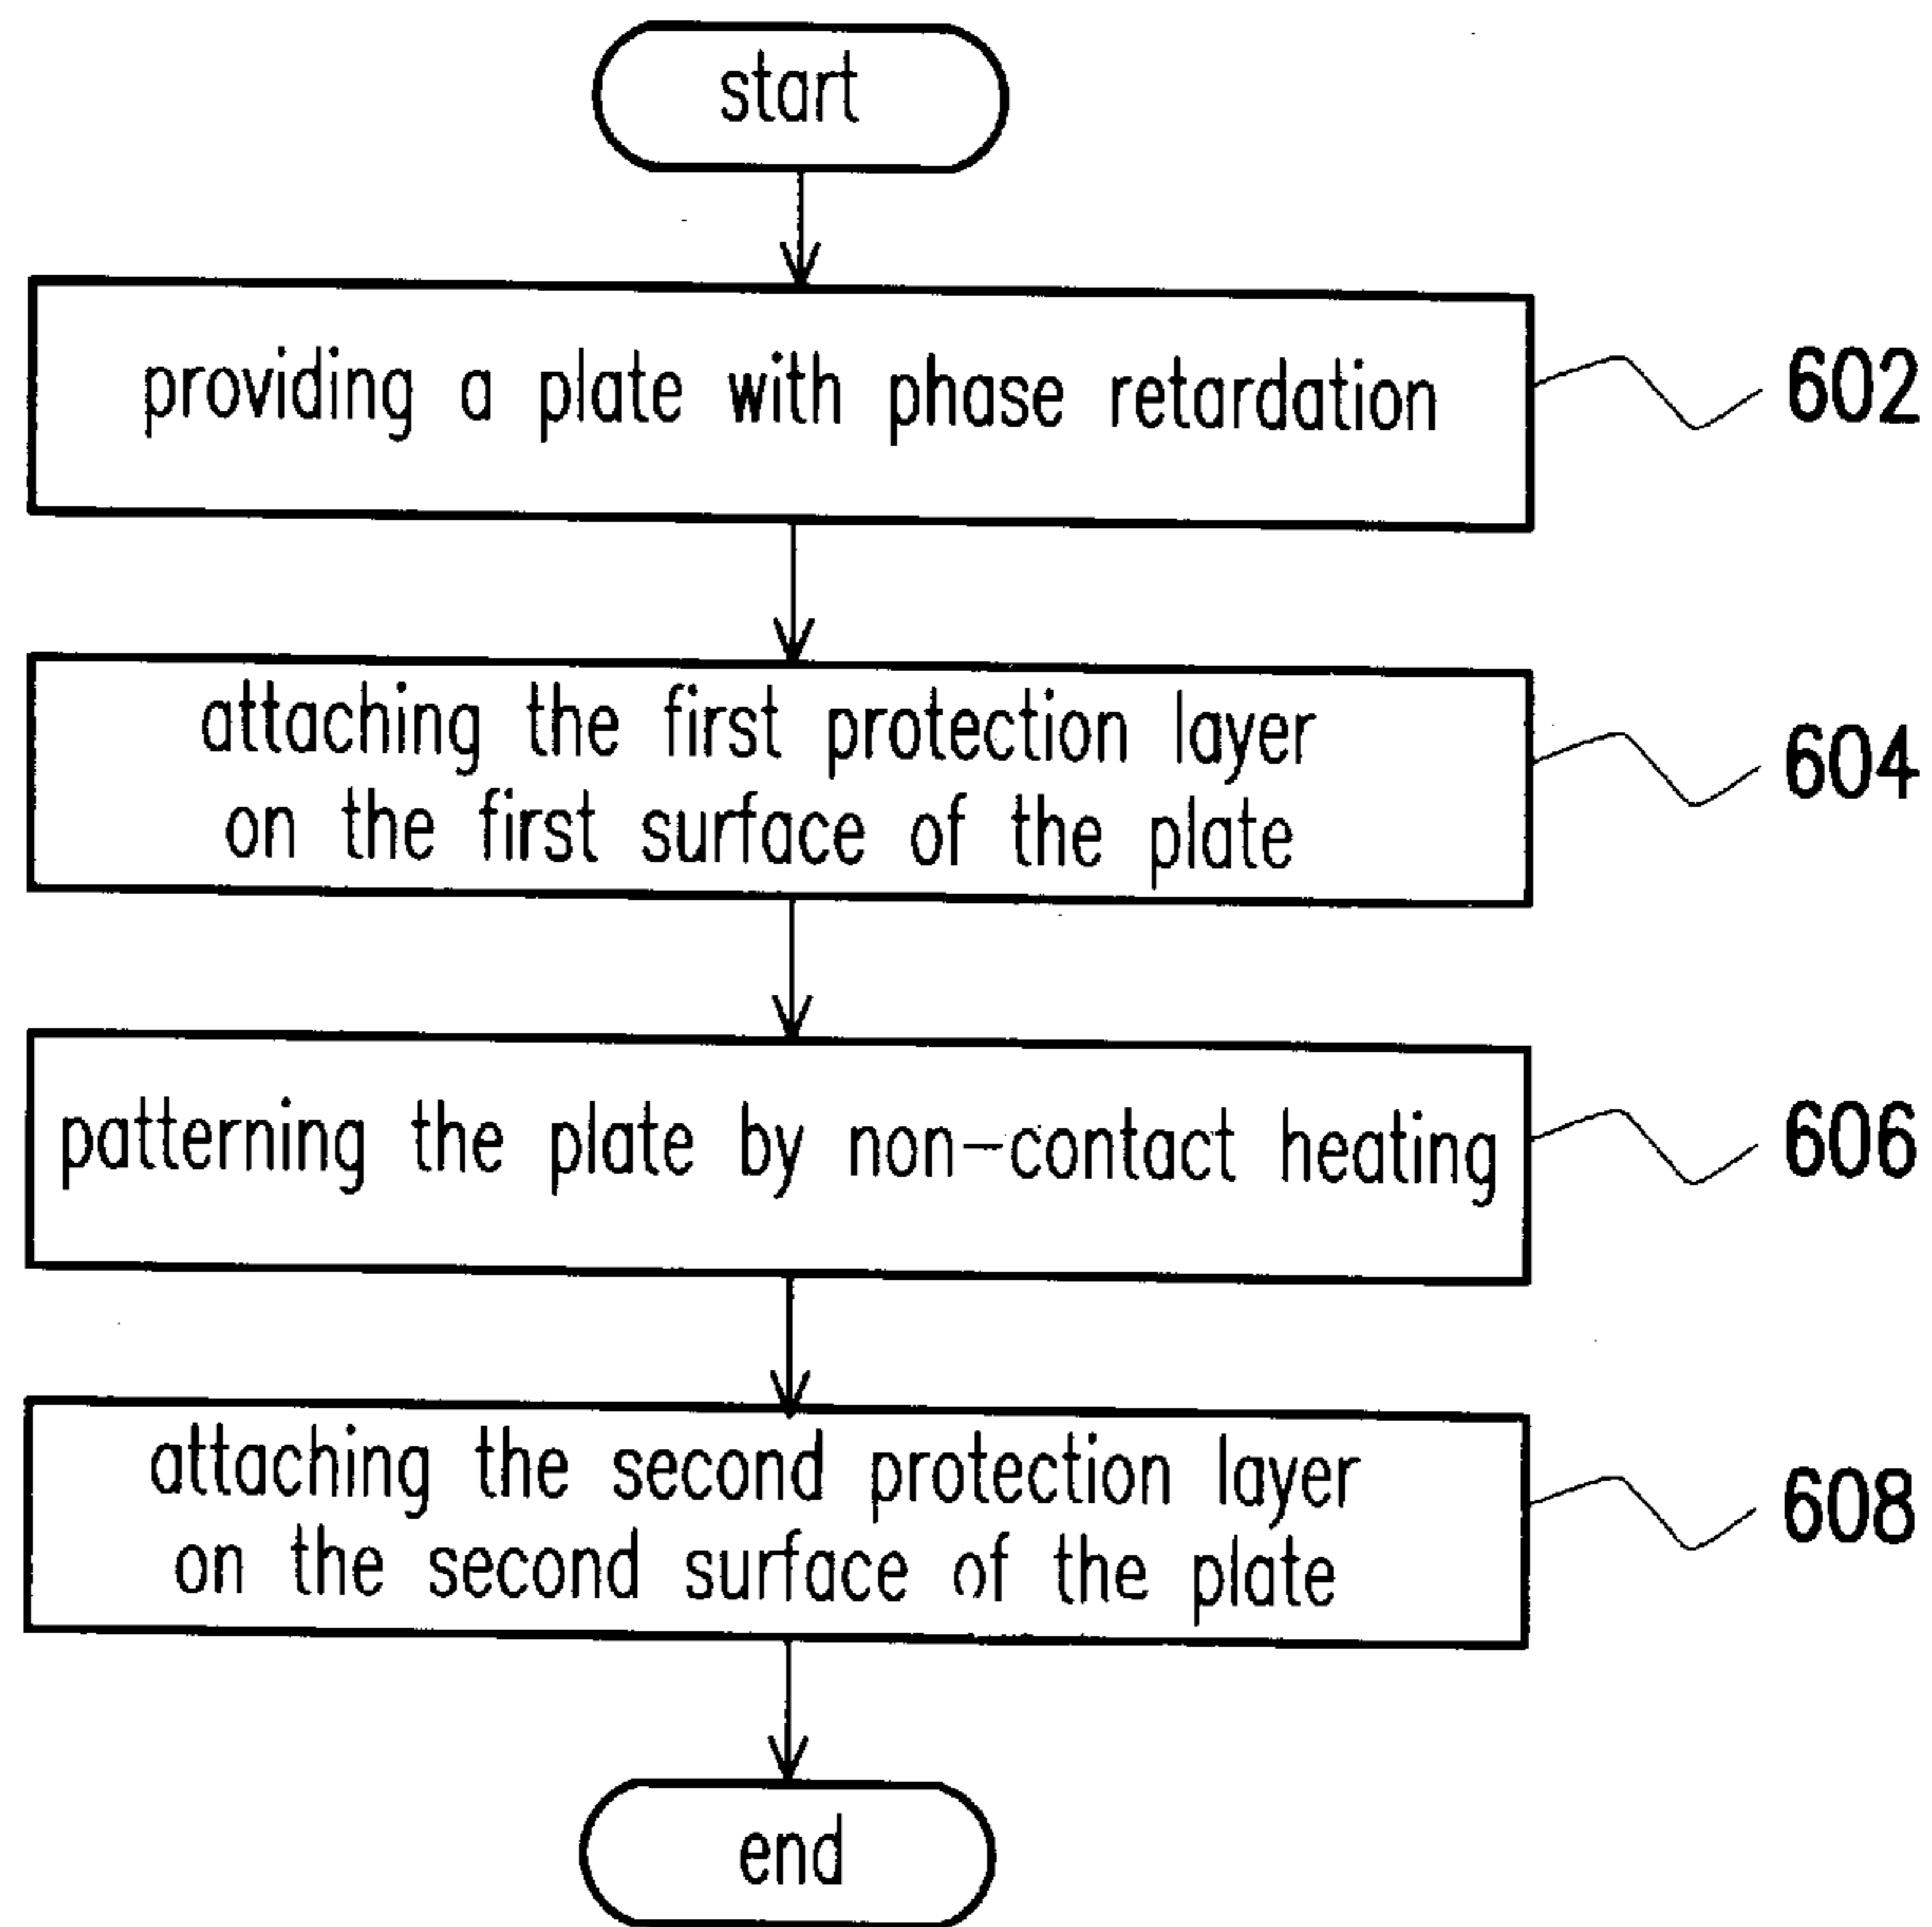 start
providing a plate with phase retardation
602
attaching the first protection layer
on the first surface of the plate
604
patterning the plate by non-contact heating
606
attaching the second protection layer
on the second surface of the plate
608
end